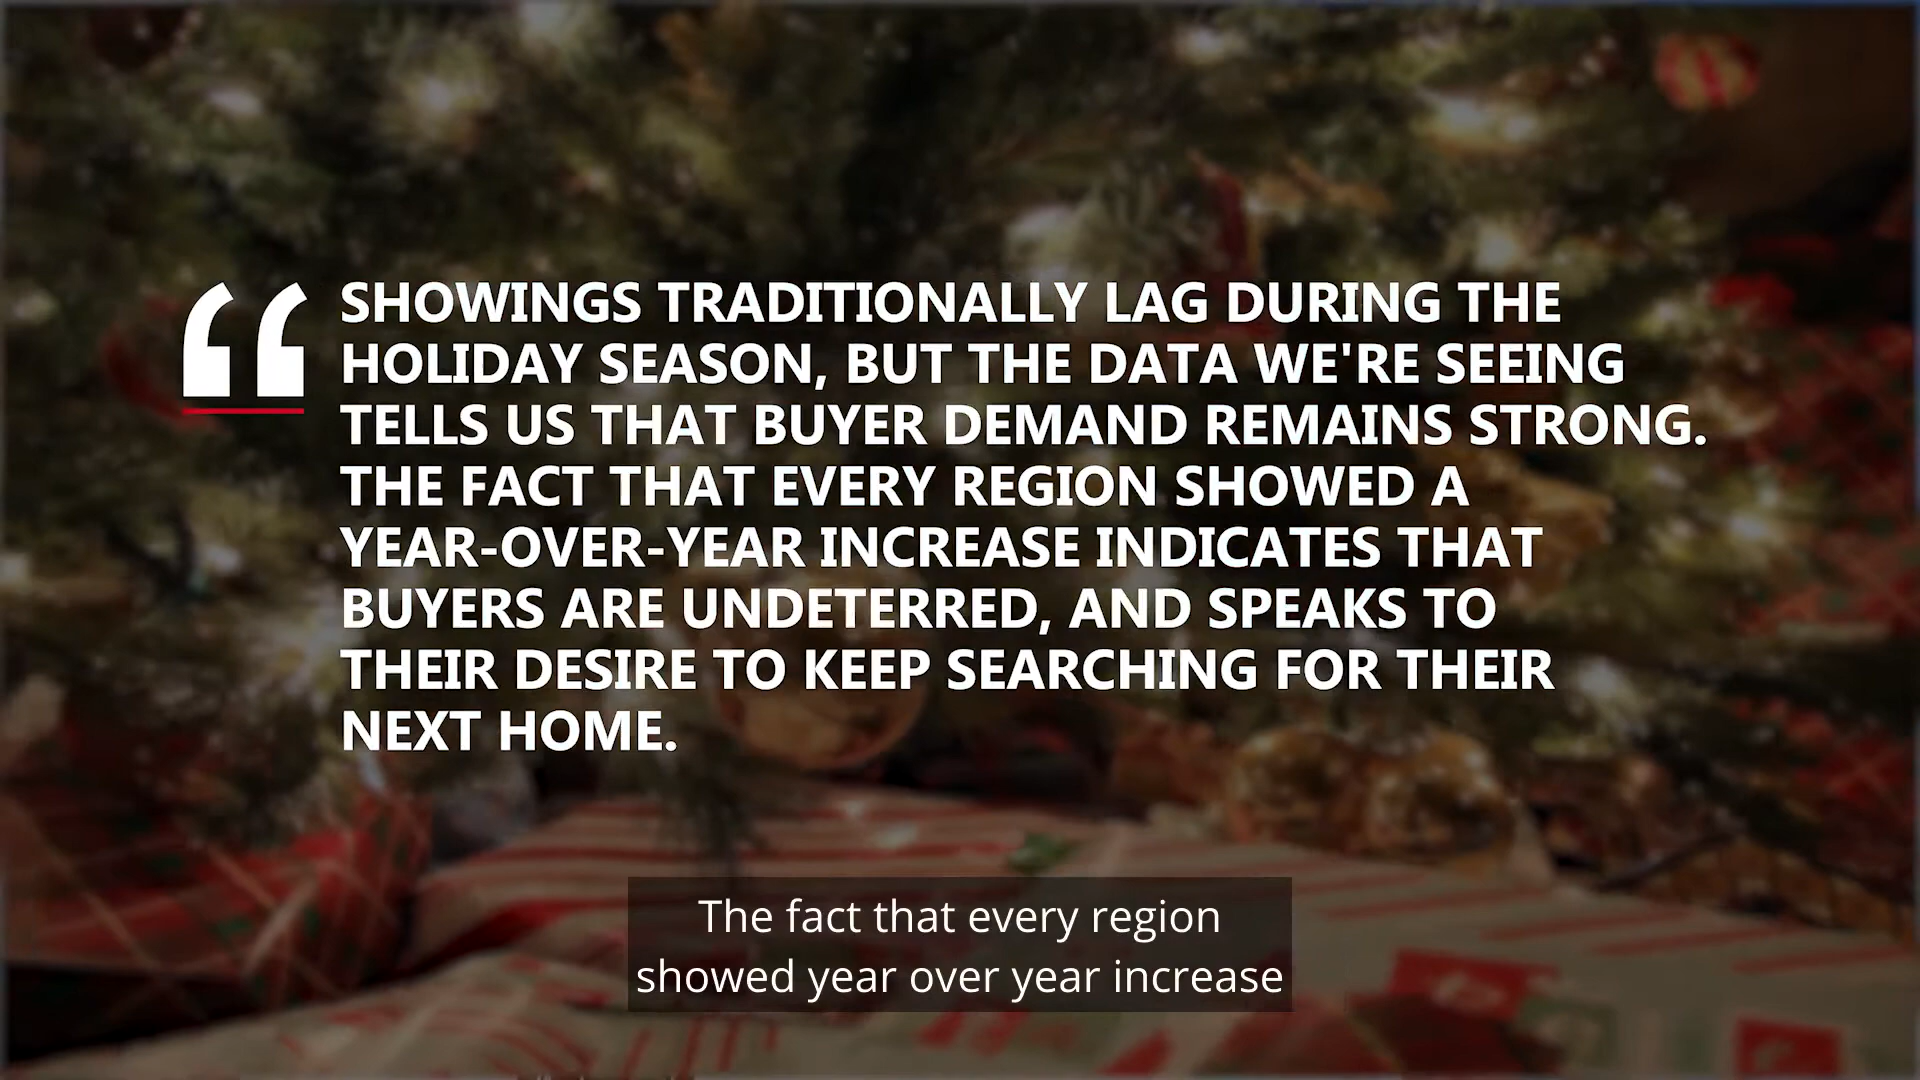 “
SHOWINGS TRADITIONALLY LAG DURING THE
HOLIDAY SEASON, BUT THE DATA WE'RE SEEING
TELLS US THAT BUYER DEMAND REMAINS STRONG.
THE FACT THAT EVERY REGION SHOWED A
YEAR-OVER-YEAR INCREASE INDICATES THAT
BUYERS ARE UNDETERRED, AND SPEAKS TO
THEIR DESIRE TO KEEP SEARCHING FOR THEIR
NEXT HOME.
The fact that every region
showed year over year increase